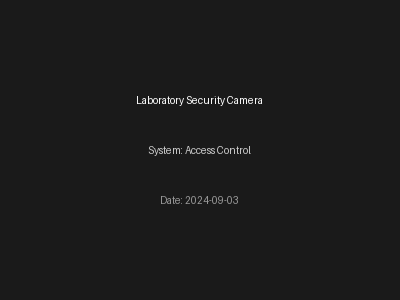 Laboratory Security Camera
System: Access Control
Date: 2024-09-03